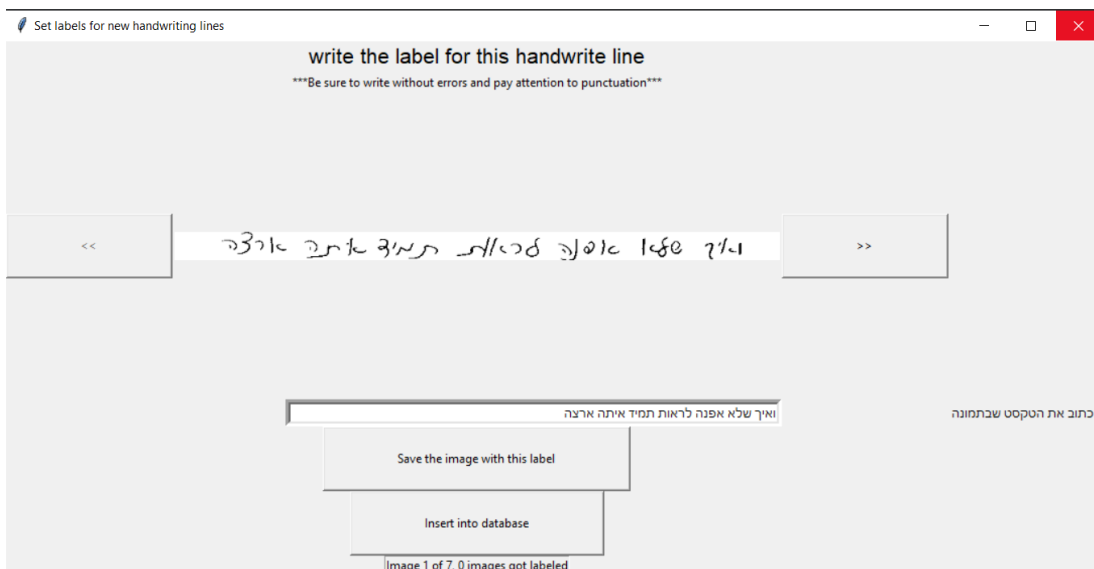 Set labels for new handwriting lines
write the label for this handwrite line
***Be sure to write without errors and pay attention to punctuation***
<<
ואיך שלא אפנה לראות תמיד איתה ארצה
>>
ואיך שלא אפנה לראות תמיד איתה ארצה
כתוב את הטקסט שבתמונה
Save the image with this label
Insert into database
Image 1 of 7, 0 images got labeled